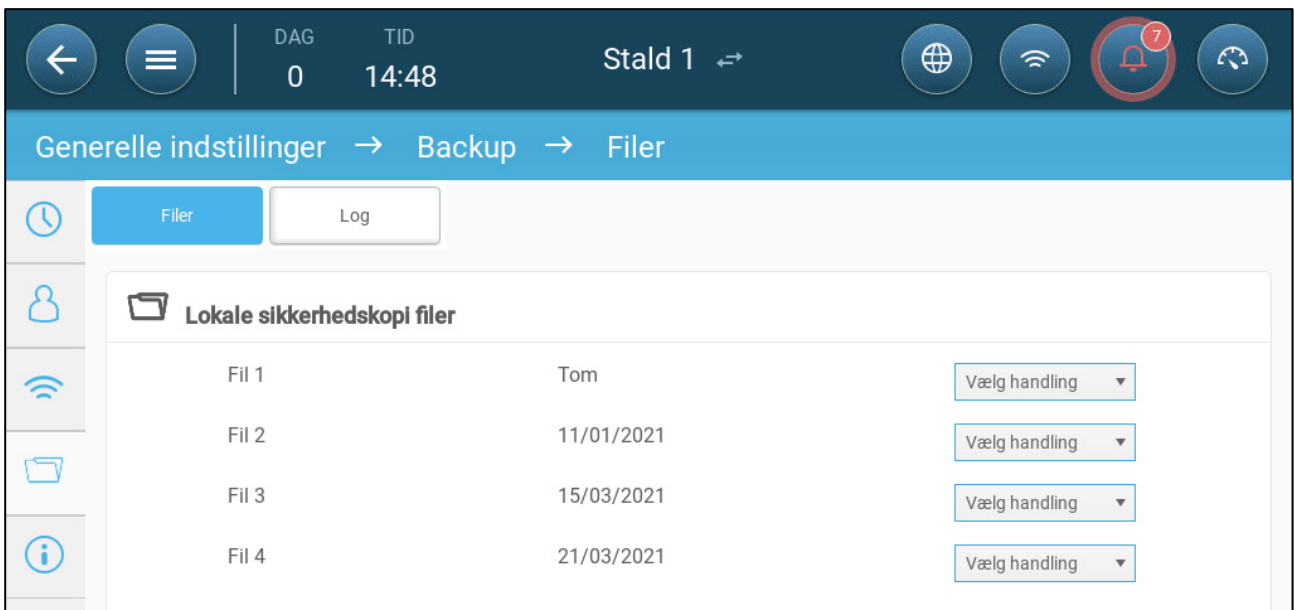 DAG TID
0 14:48 Stald 1 7
Generelle indstillinger → Backup → Filer
Filer Log
Lokale sikkerhedskopi filer
Fil 1 Tom Vælg handling
Fil 2 11/01/2021 Vælg handling
Fil 3 15/03/2021 Vælg handling
Fil 4 21/03/2021 Vælg handling